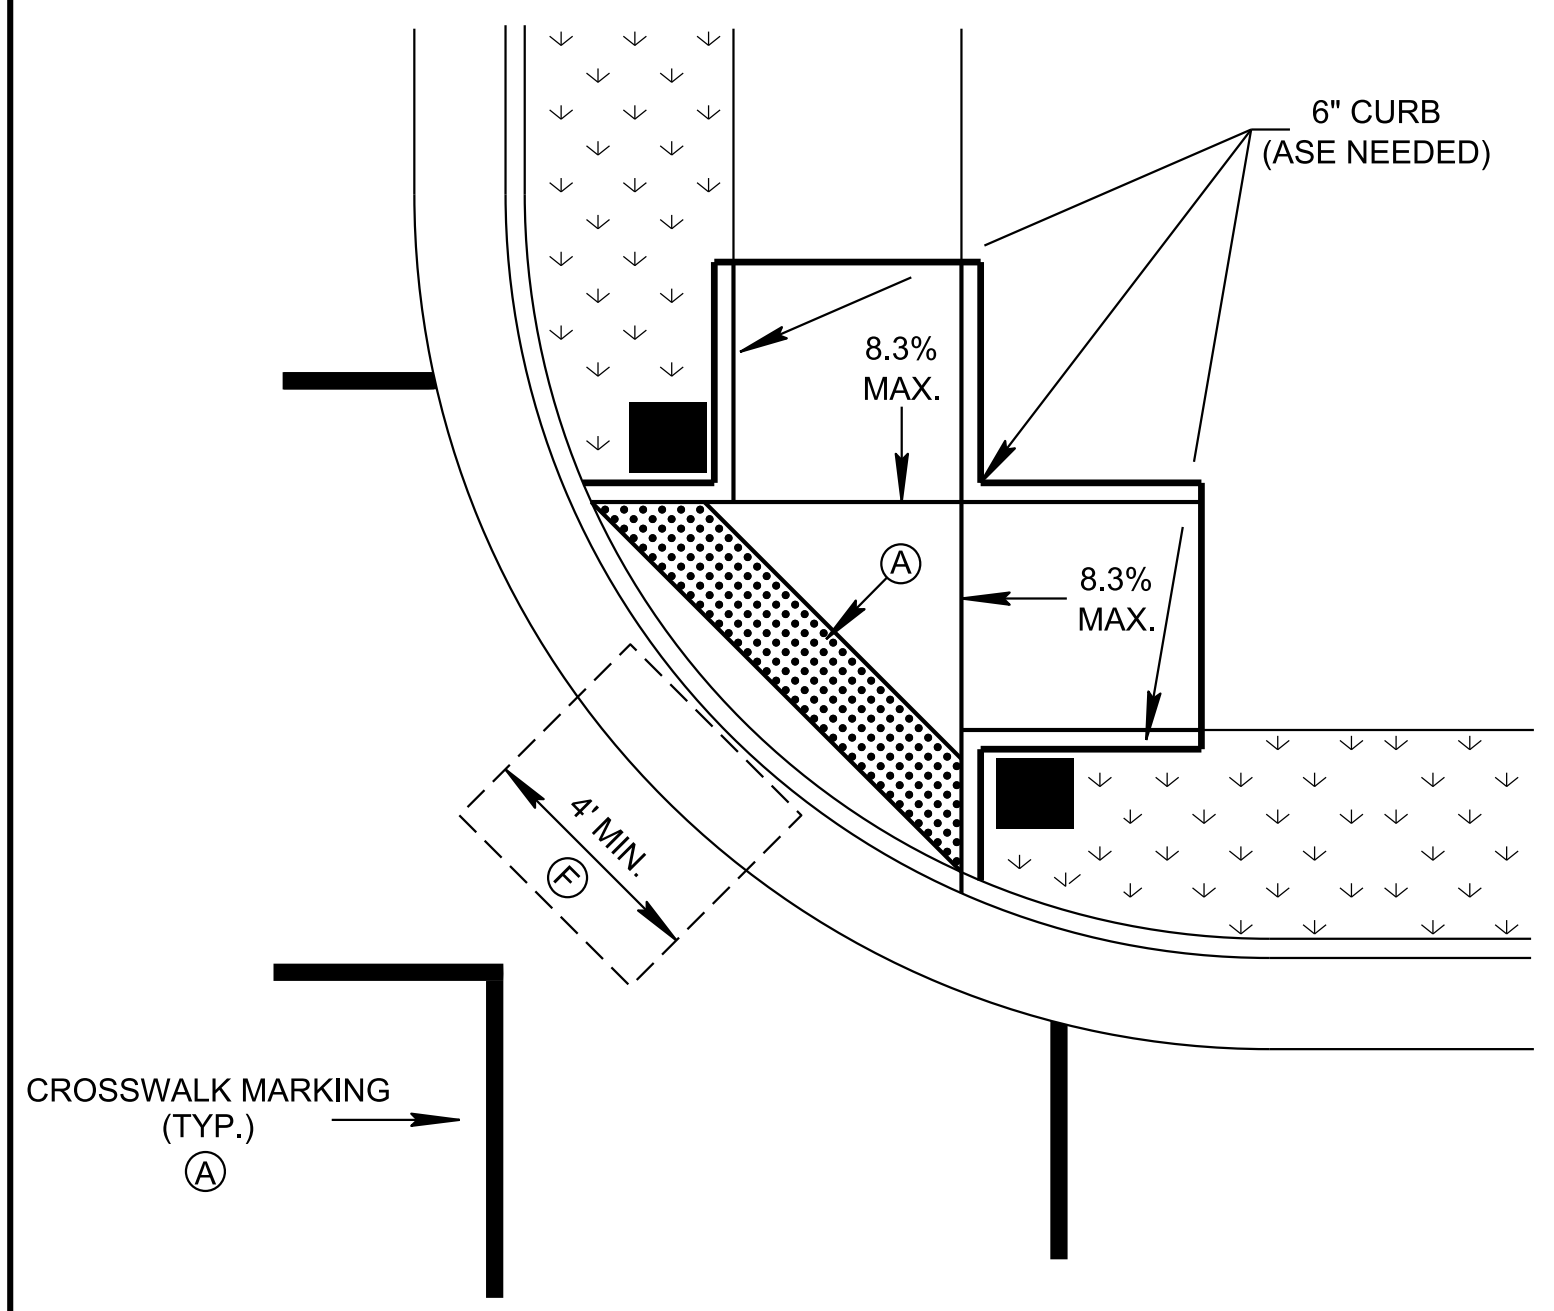 6" CURB
(ASE NEEDED)
8.3%
MAX.
A
8.3%
MAX.
4' MIN.
F
CROSSWALK MARKING
(TYP.)
A